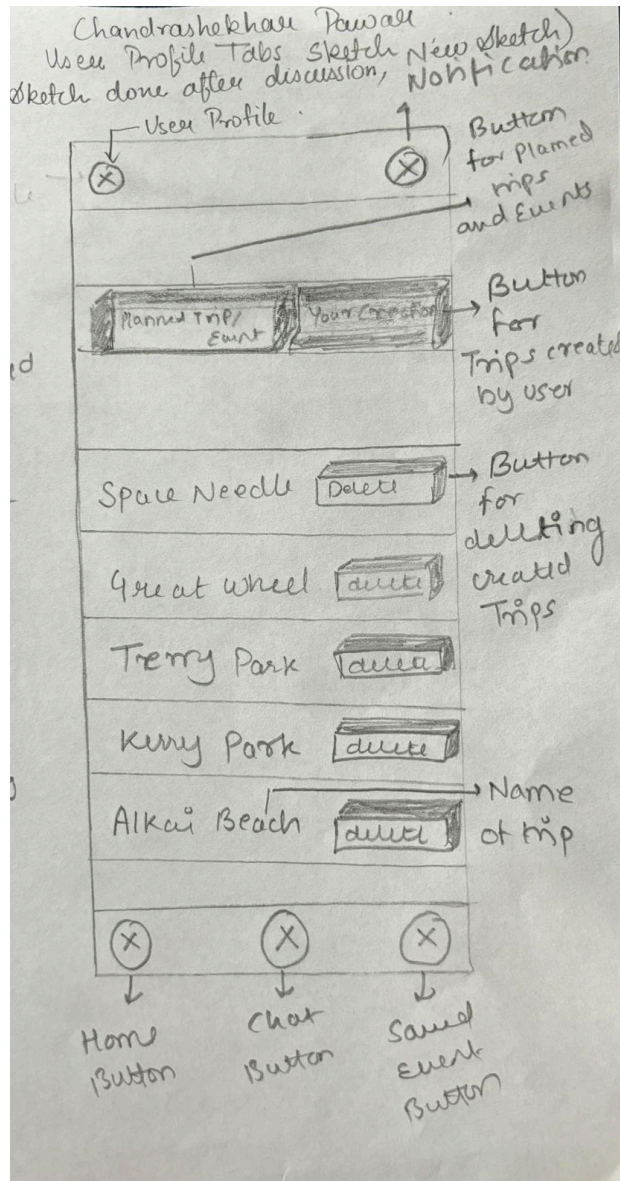 Chandrashekhar Pawar
User Profile Tabs Sketch New Sketch)
Sketch done after discussion,
Notification
User Profile.
Button
for Planned
trips
and Events
Planned Trip/
Event
Your Creation
Button
for
Trips created
by user
Space Needle
Delete
Button
for
deleting
created
Trips
Great wheel
delete
Terry Park
delete
Kerry Park
delete
Alkai Beach
delete
Name
of trip
Home
Button
Chat
Button
Saved
Event
Button